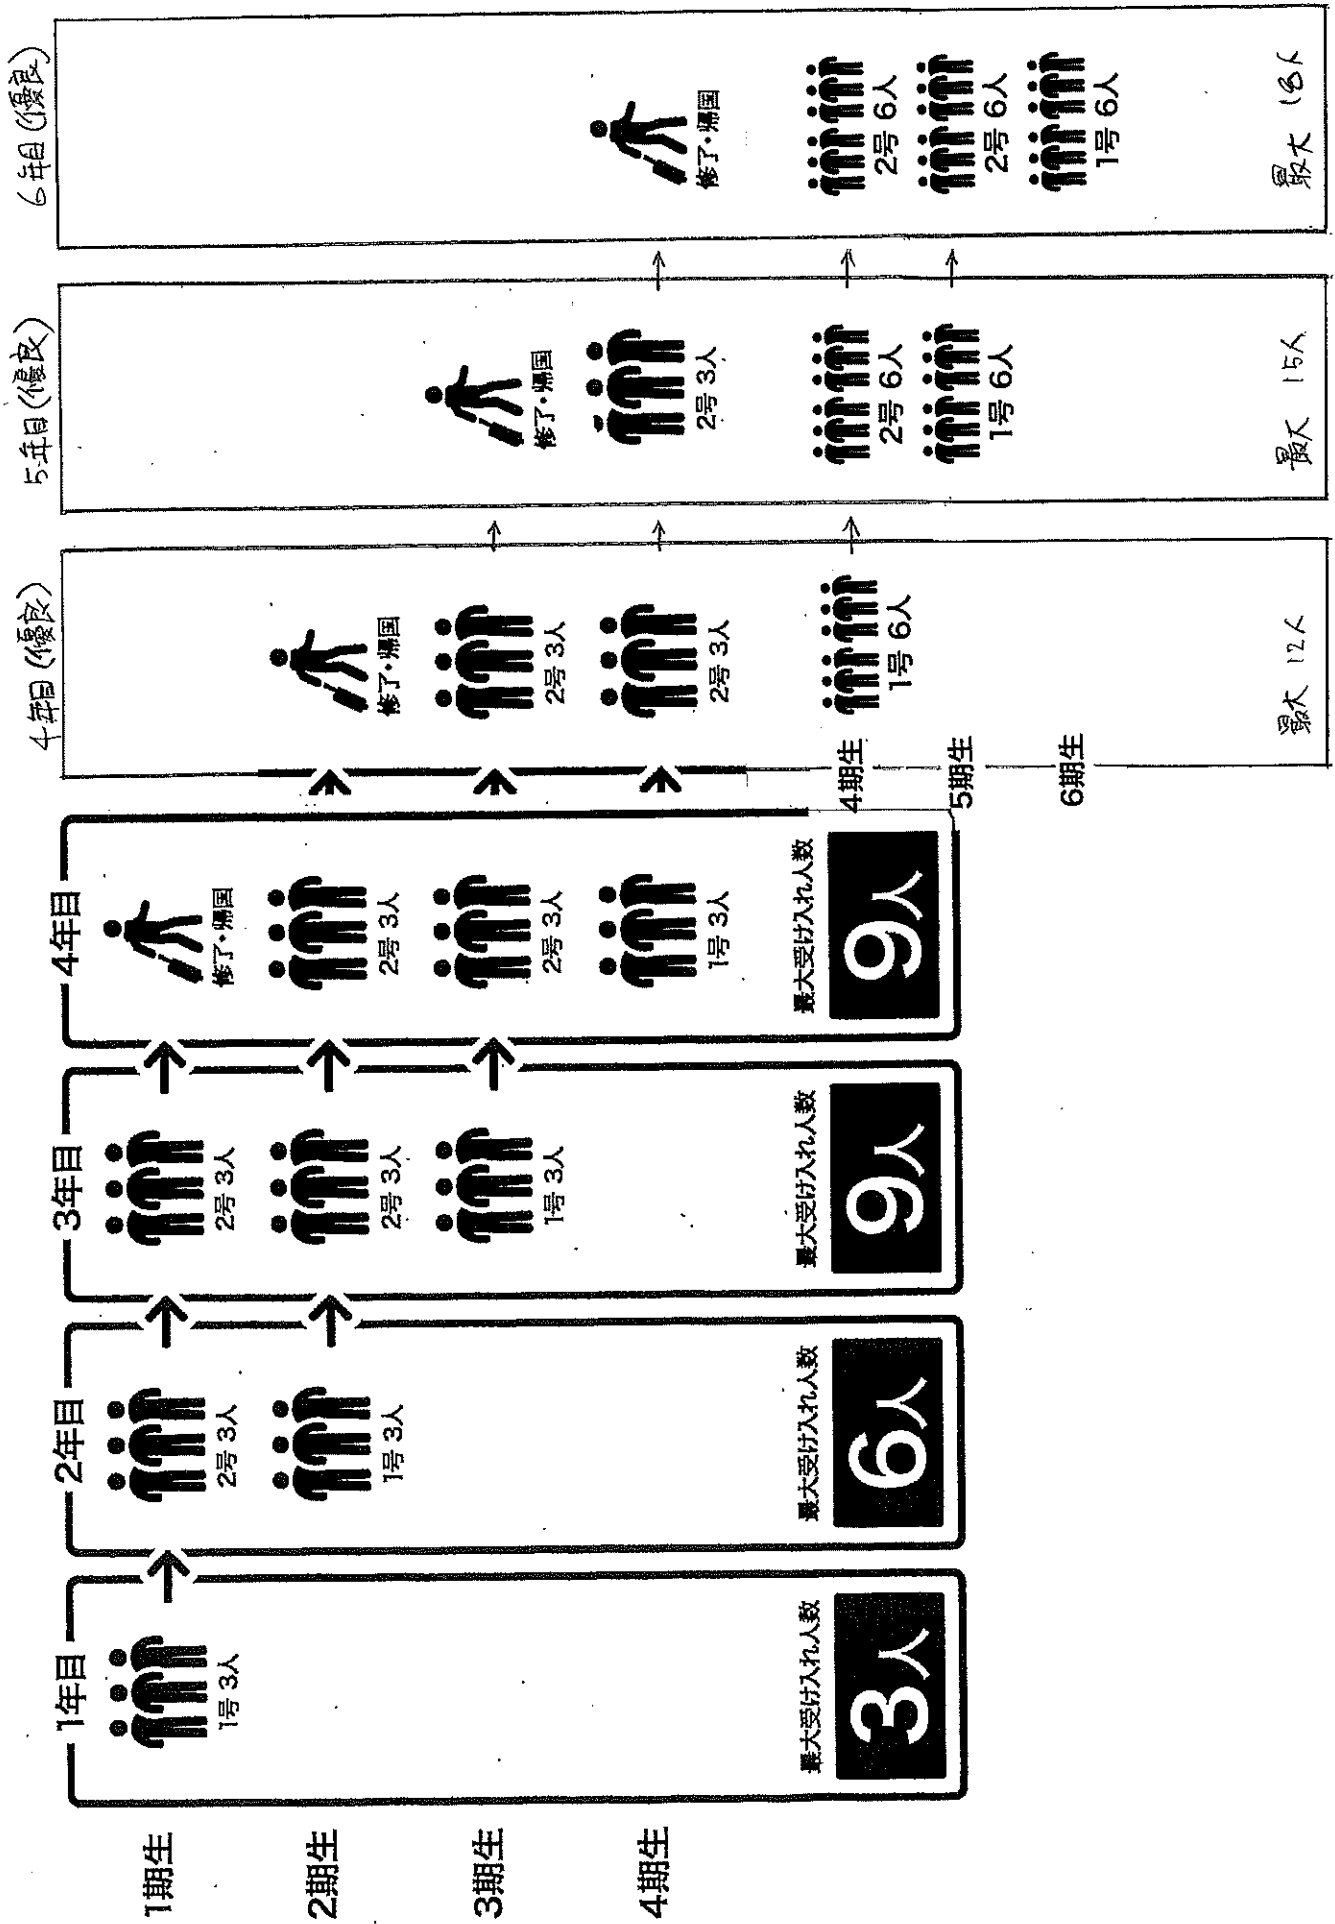 1年目
2年目
3年目
4年目
4年目(優良)
5年目(優良)
6年目(優良)
1期生
1号 3人
2号 3人
2号 3人
修了・帰国
2期生
1号 3人
2号 3人
2号 3人
修了・帰国
3期生
1号 3人
2号 3人
2号 3人
修了・帰国
4期生
1号 3人
2号 3人
2号 3人
修了・帰国
4期生
1号 6人
2号 6人
2号 6人
5期生
1号 6人
2号 6人
6期生
1号 6人
最大受け入れ人数
3人
最大受け入れ人数
6人
最大受け入れ人数
9人
最大受け入れ人数
9人
最大 12人
最大 15人
最大 18人